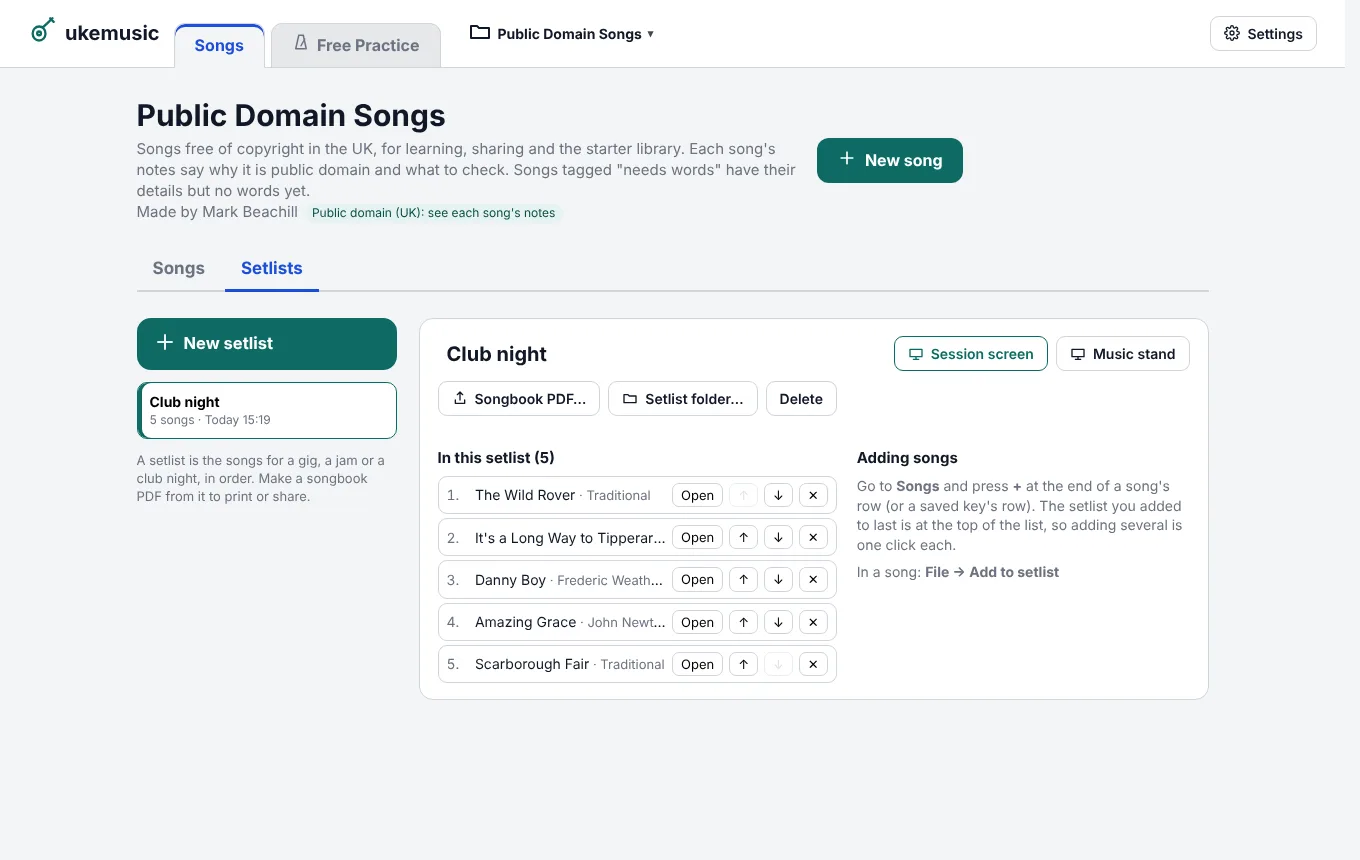 ukemusic
Songs
Free Practice
Public Domain Songs ▾
Settings
Public Domain Songs
Songs free of copyright in the UK, for learning, sharing and the starter library. Each song's
notes say why it is public domain and what to check. Songs tagged "needs words" have their
details but no words yet.
Made by Mark Beachill Public domain (UK): see each song's notes
+ New song
Songs
Setlists
+ New setlist
Club night
5 songs · Today 15:19
A setlist is the songs for a gig, a jam or a
club night, in order. Make a songbook
PDF from it to print or share.
Club night
Session screen
Music stand
Songbook PDF...
Setlist folder...
Delete
In this setlist (5)
1. The Wild Rover · Traditional Open ↑ ↓ ✕
2. It's a Long Way to Tipperar... Open ↑ ↓ ✕
3. Danny Boy · Frederic Weath... Open ↑ ↓ ✕
4. Amazing Grace · John Newt... Open ↑ ↓ ✕
5. Scarborough Fair · Traditional Open ↑ ↓ ✕
Adding songs
Go to Songs and press + at the end of a song's
row (or a saved key's row). The setlist you added
to last is at the top of the list, so adding several is
one click each.
In a song: File → Add to setlist